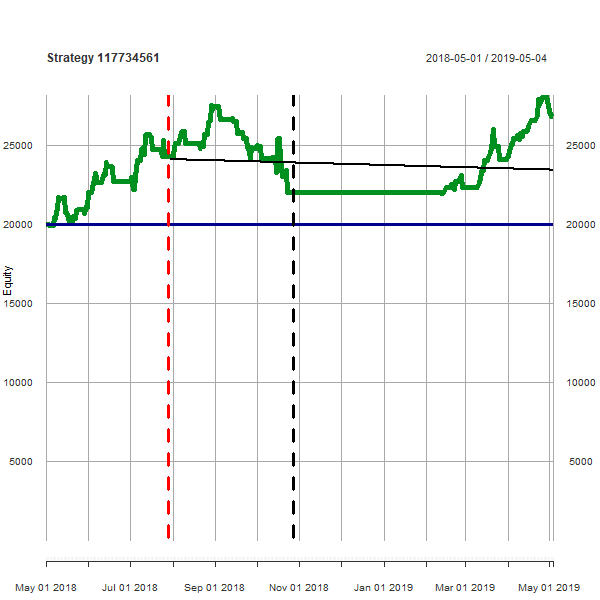 Strategy 117734561
2018-05-01 / 2019-05-04
25000
25000
20000
20000
Equity
15000
15000
10000
10000
5000
5000
May 01 2018
Jul 01 2018
Sep 01 2018
Nov 01 2018
Jan 01 2019
Mar 01 2019
May 01 2019